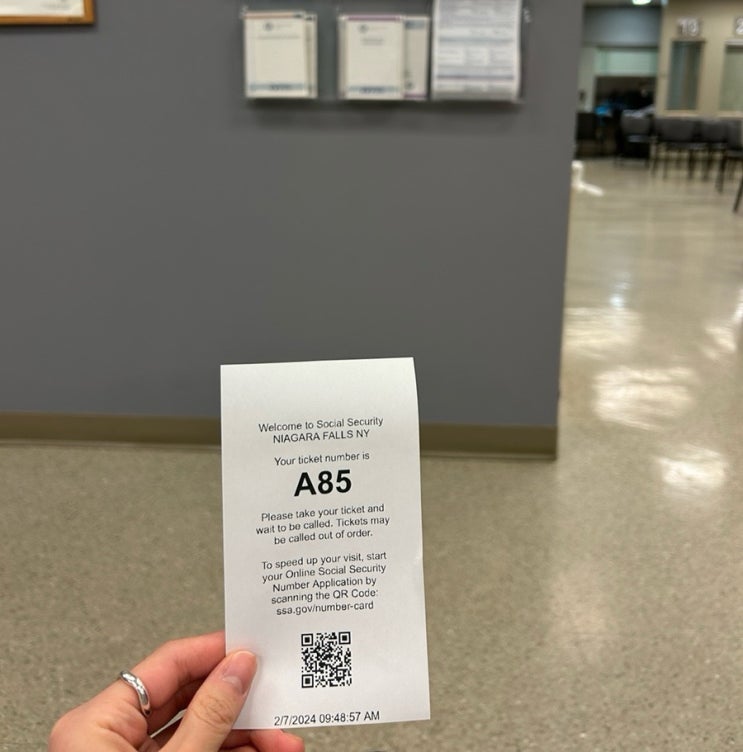 Welcome to Social Security
NIAGARA FALLS NY
Your ticket number is
A85
Please take your ticket and
wait to be called. Tickets may
be called out of order.
To speed up your visit, start
your Online Social Security
Number Application by
scanning the QR Code:
ssa.gov/number-card
2/7/2024 09:48:57 AM
13